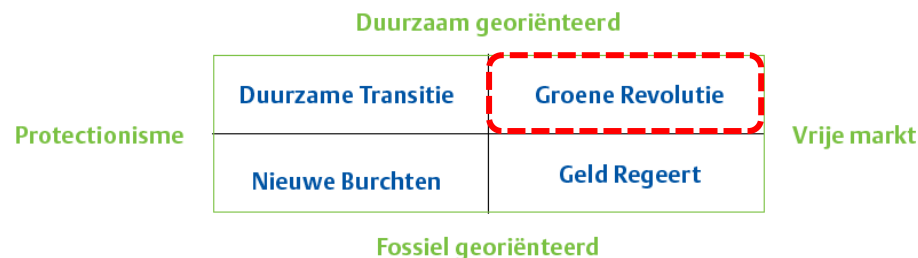 Duurzaam georiënteerd
Duurzame Transitie
Groene Revolutie
Protectionisme
Vrije markt
Nieuwe Burchten
Geld Regeert
Fossiel georiënteerd